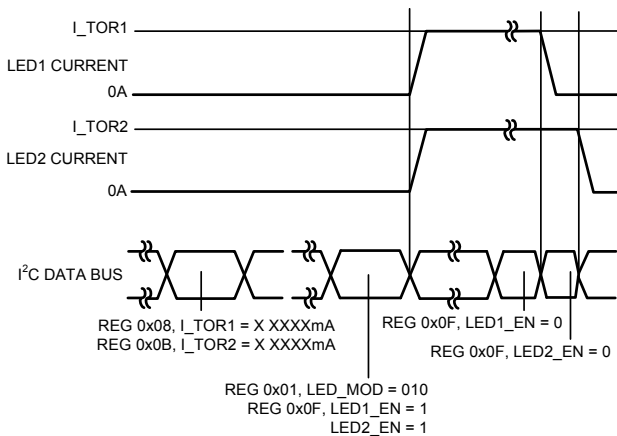 I_TOR1
LED1 CURRENT
0A
I_TOR2
LED2 CURRENT
0A
I²C DATA BUS
REG 0x08, I_TOR1 = X XXXXmA
REG 0x0B, I_TOR2 = X XXXXmA
REG 0x0F, LED1_EN = 0
REG 0x0F, LED2_EN = 0
REG 0x01, LED_MOD = 010
REG 0x0F, LED1_EN = 1
LED2_EN = 1